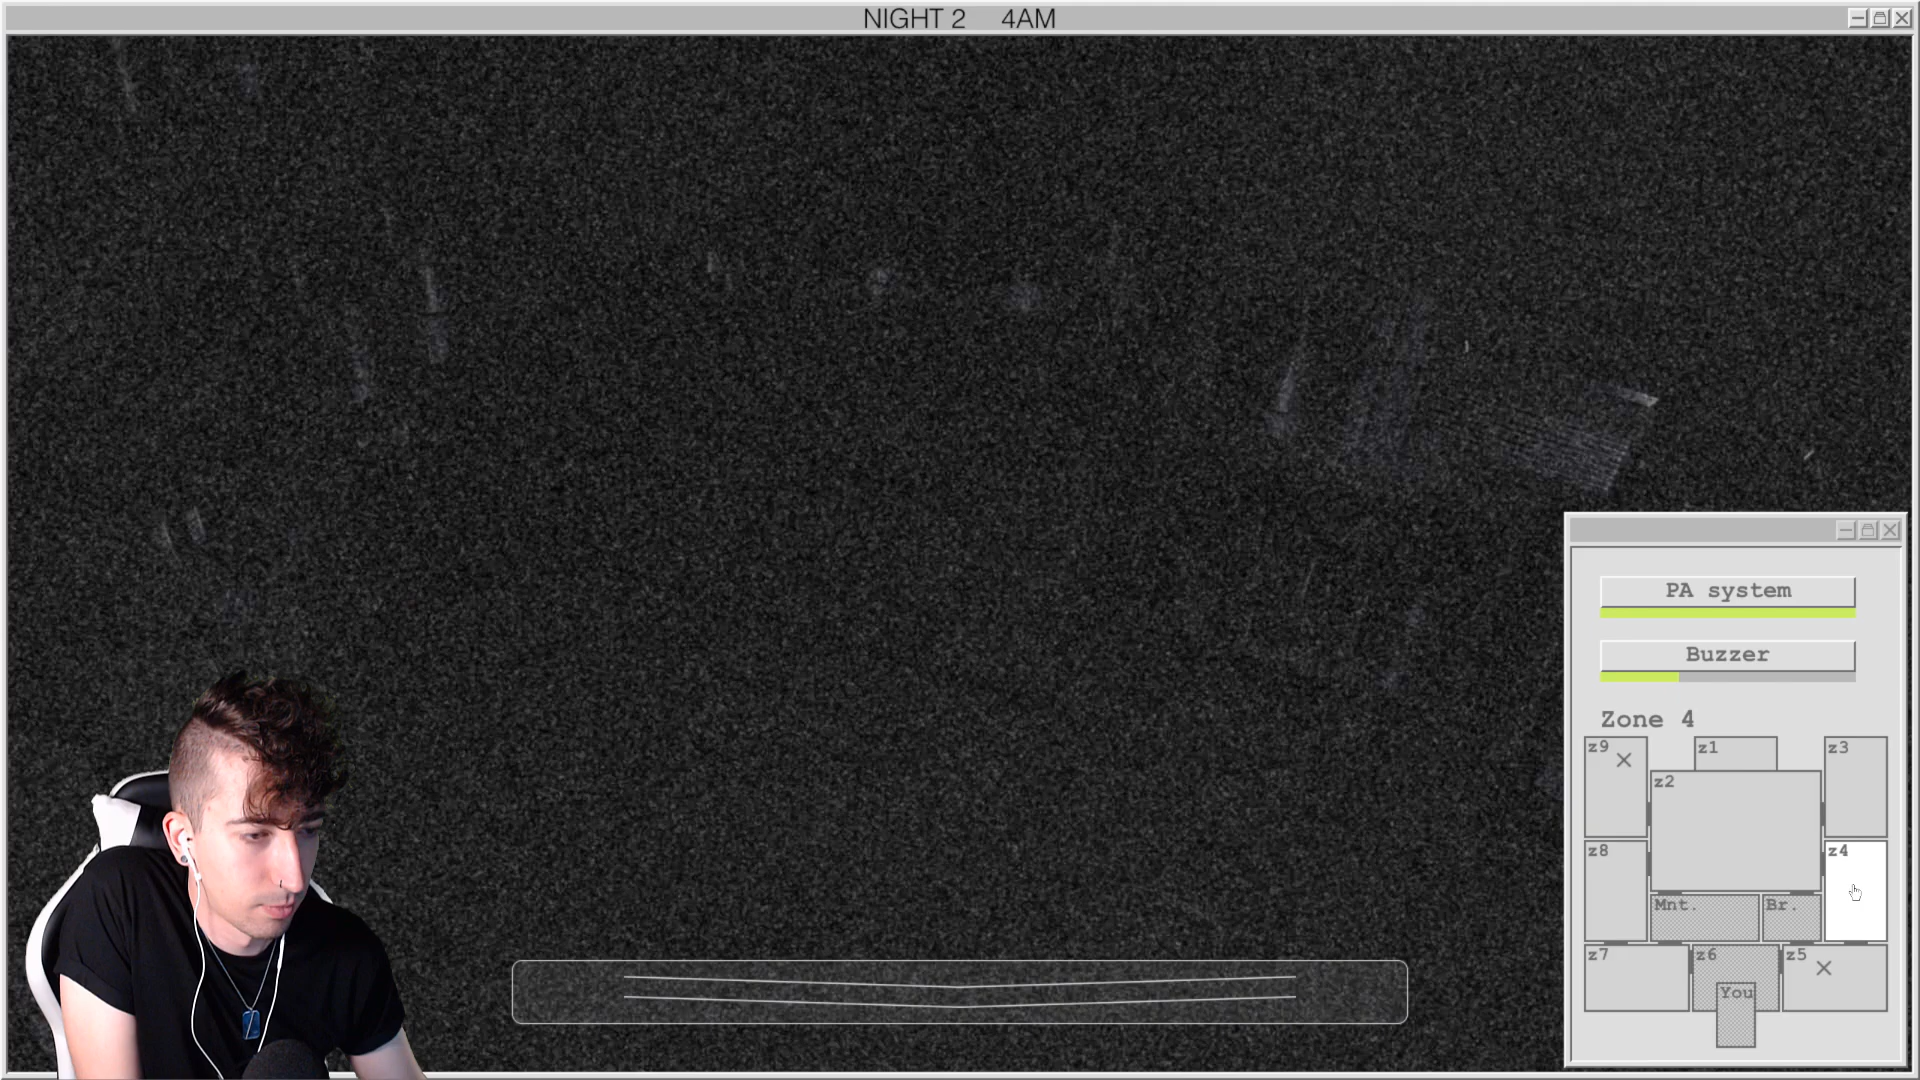 NIGHT 2 4AM
PA system
Buzzer
Zone 4
z9 z1 z3
z2
z8 z4
Mnt. Br.
z7 z6 z5
You